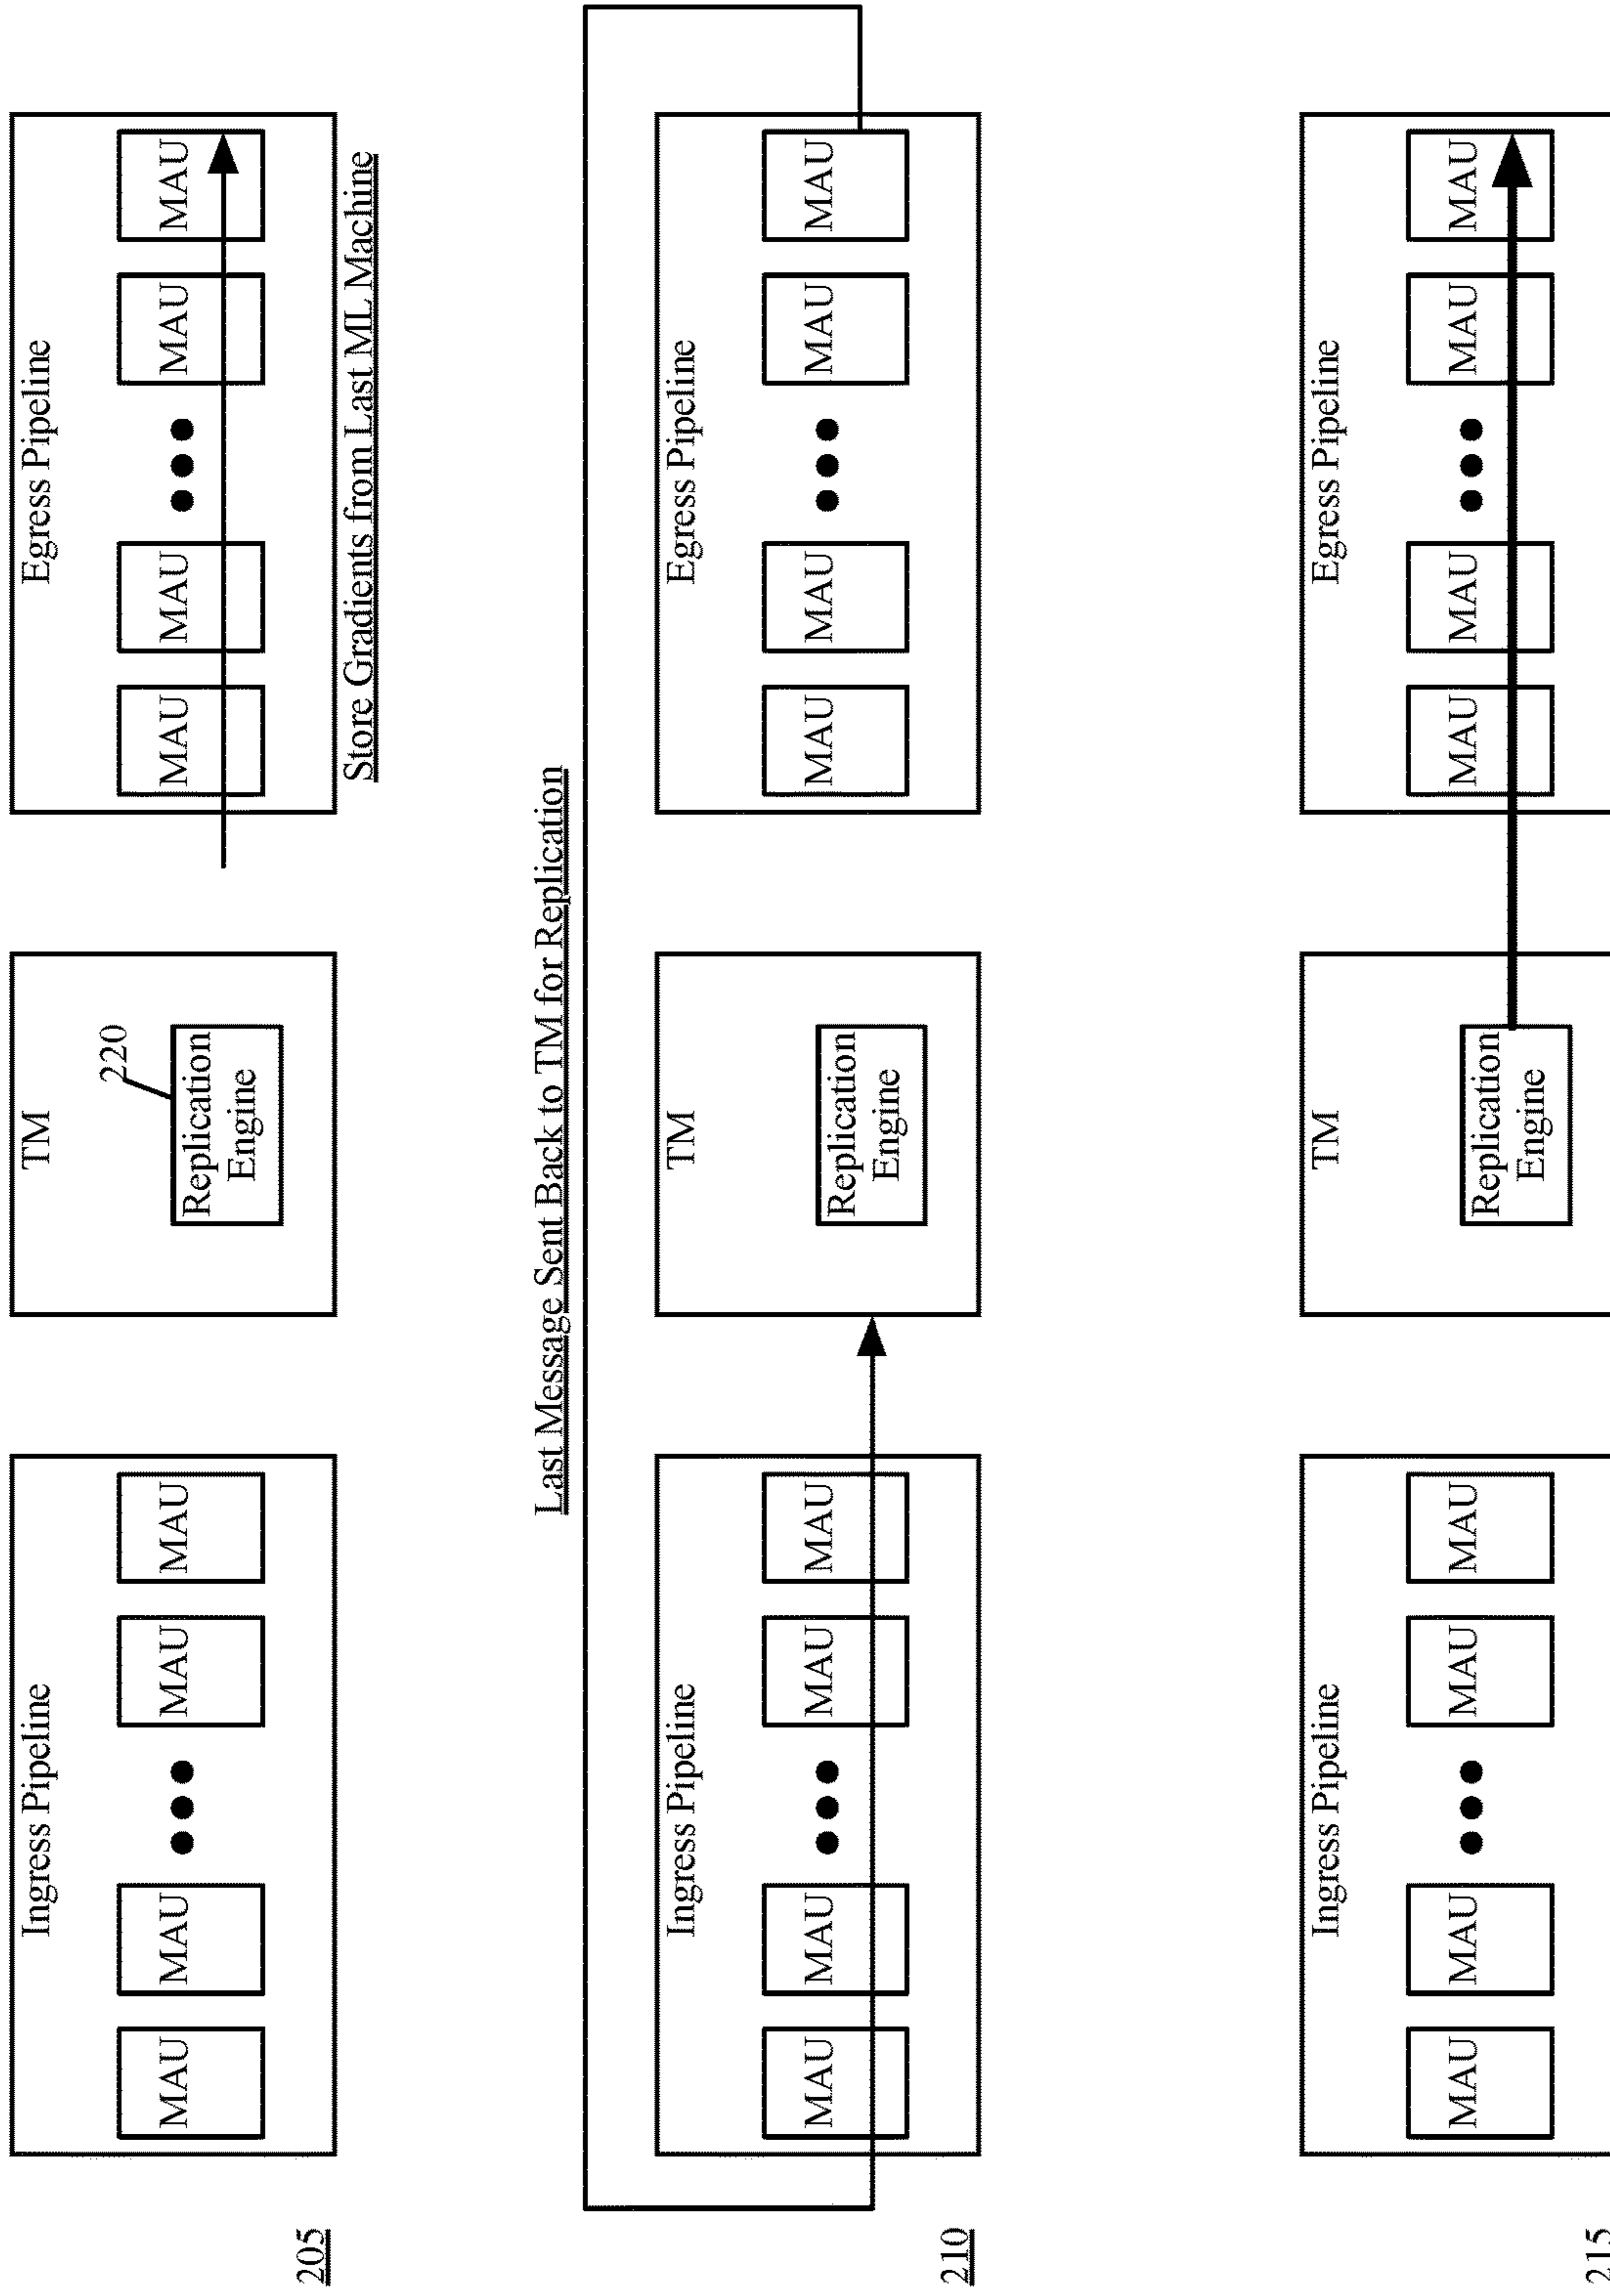 Ingress Pipeline
TM
Egress Pipeline
220
MAU
MAU
MAU
MAU
Replication
Engine
MAU
MAU
MAU
MAU
205
Store Gradients from Last ML Machine
Last Message Sent Back to TM for Replication
Ingress Pipeline
TM
Egress Pipeline
MAU
MAU
MAU
MAU
Replication
Engine
MAU
MAU
MAU
MAU
210
Ingress Pipeline
TM
Egress Pipeline
MAU
MAU
MAU
MAU
Replication
Engine
MAU
MAU
MAU
MAU
215